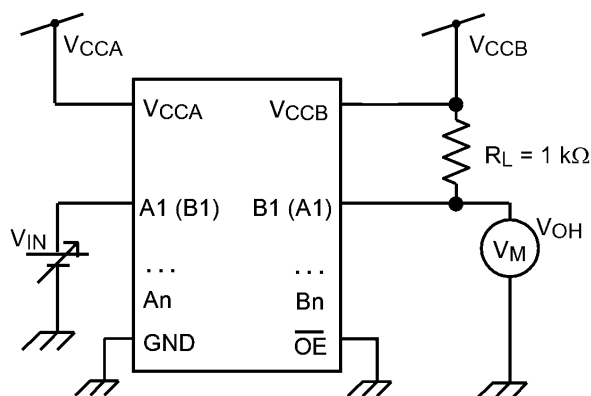 VCCA
VCCB
VCCA
VCCB
RL = 1 kΩ
A1 (B1)
B1 (A1)
VIN
VOH
VM
...
...
An
Bn
GND
OE